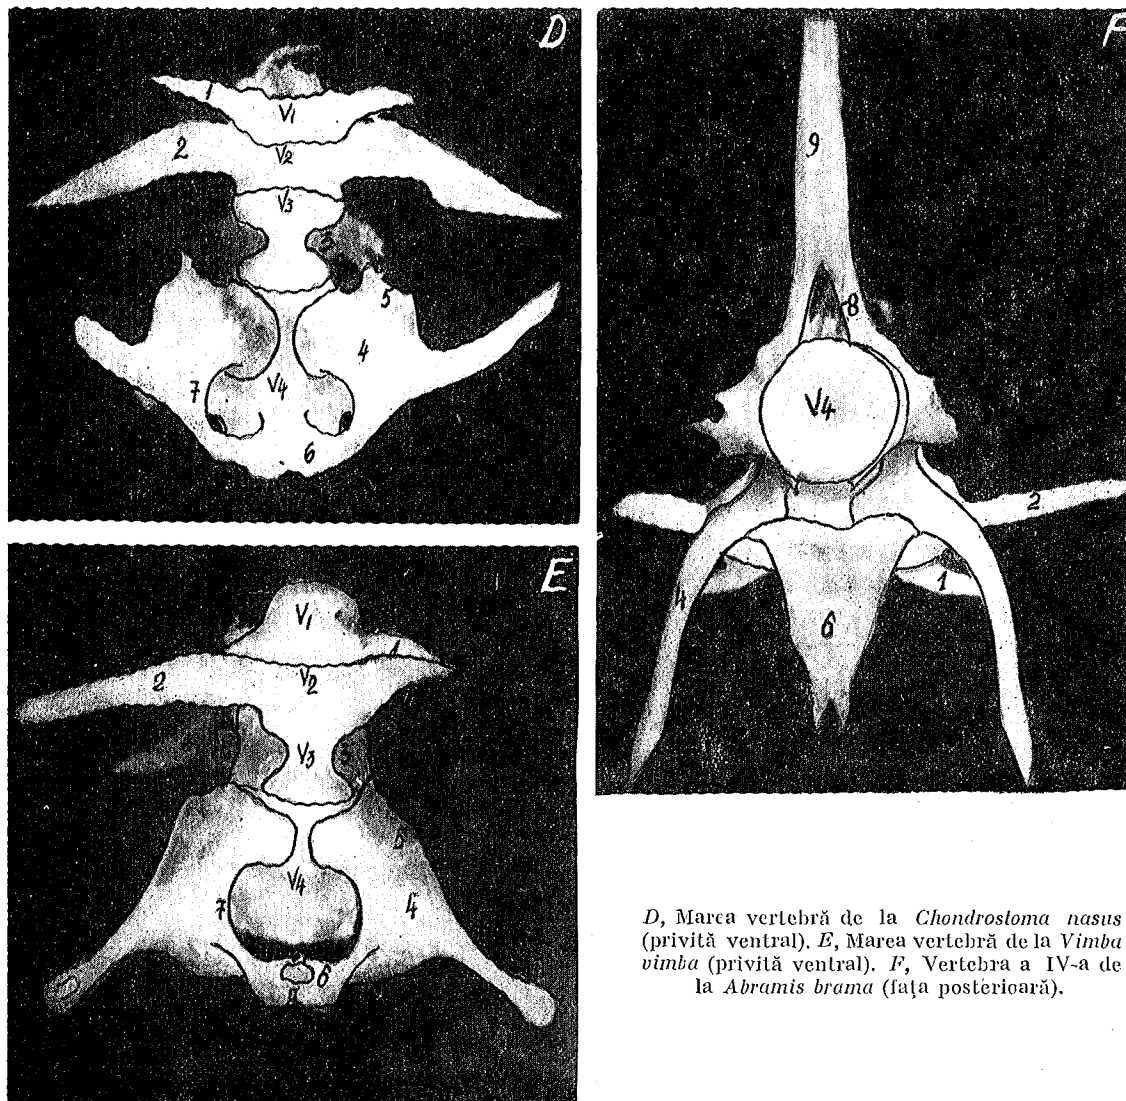 D
1
V1
2
V2
V3
3
5
4
7
V4
6
E
V1
1
2
V2
V3
3
5
V4
7
4
6
F
9
8
V4
2
4
1
6
D, Marea vertebră de la Chondrostoma nasus
(privită ventral). E, Marea vertebră de la Vimba
vimba (privită ventral). F, Vertebra a IV-a de
la Abramis brama (fața posterioară).